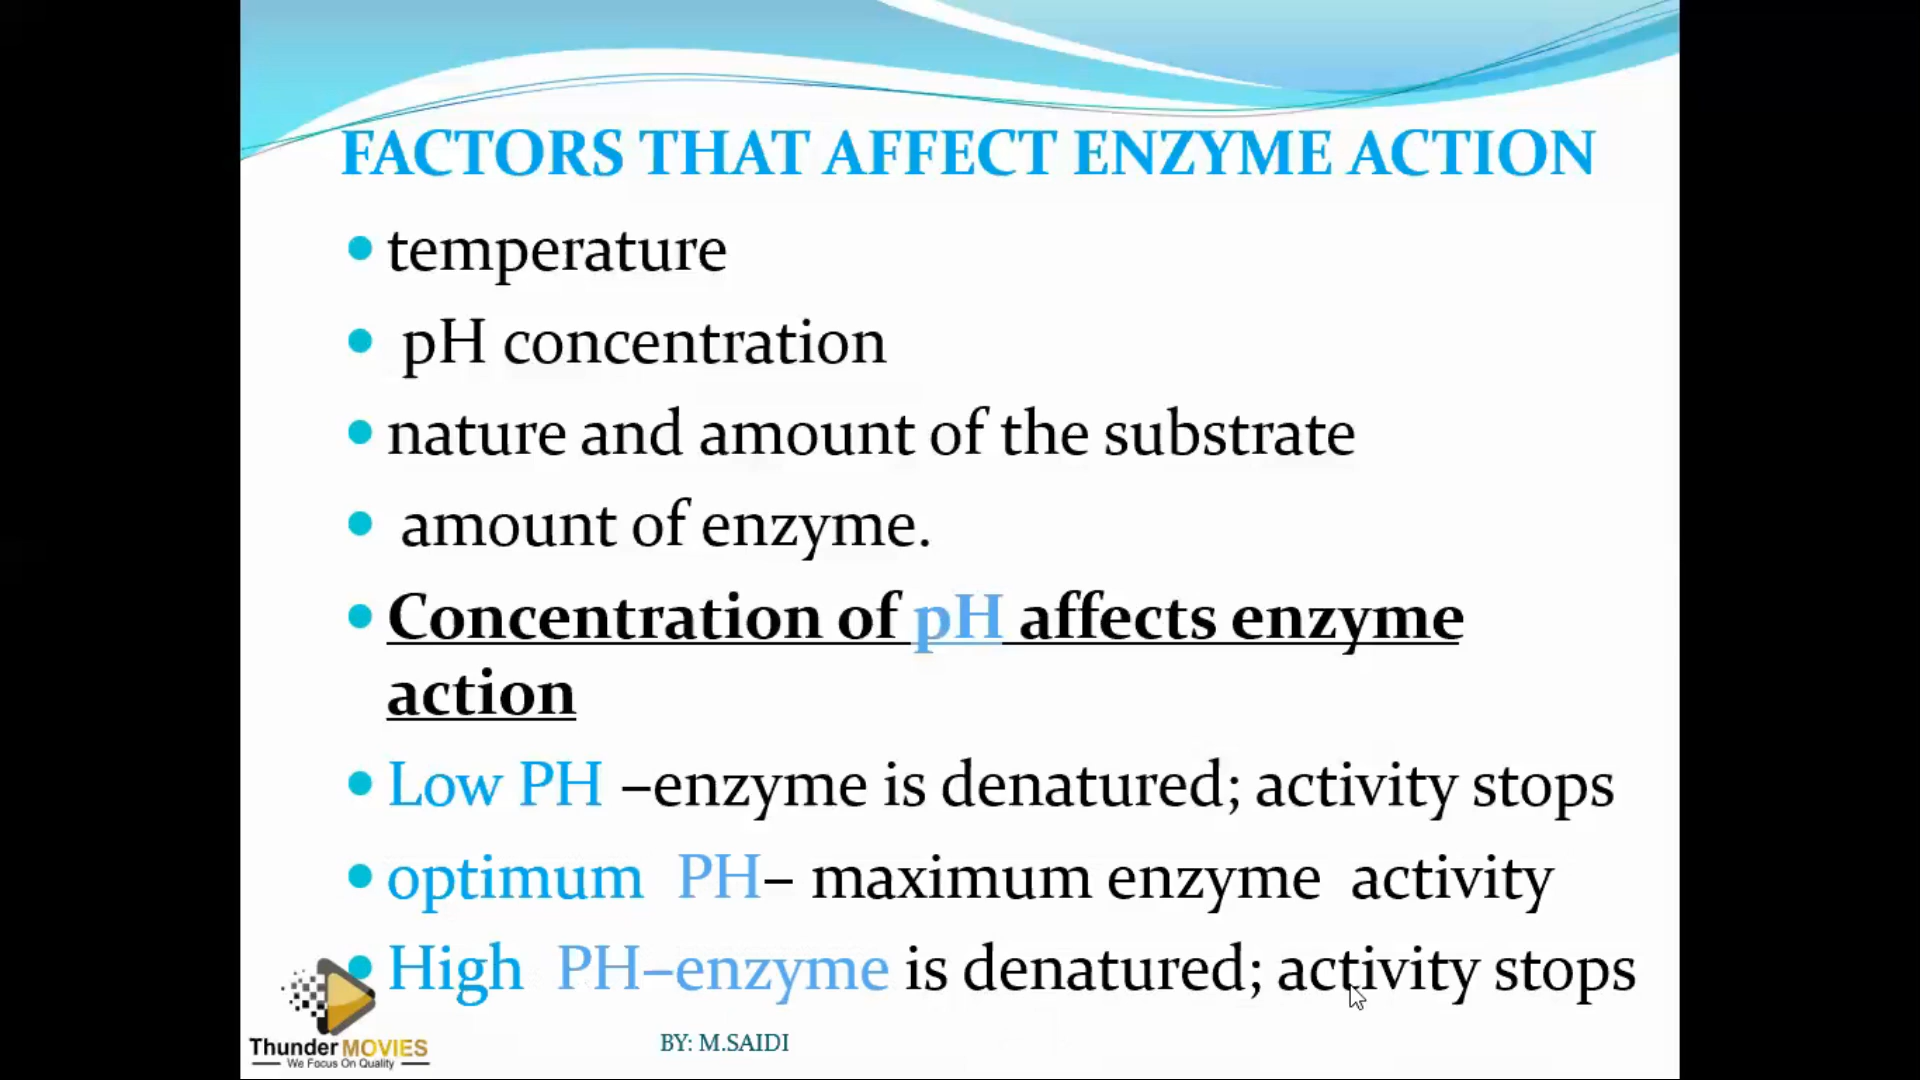 FACTORS THAT AFFECT ENZYME ACTION
• temperature
• pH concentration
• nature and amount of the substrate
• amount of enzyme.
• Concentration of pH affects enzyme
action
• Low PH –enzyme is denatured; activity stops
• optimum PH– maximum enzyme activity
• High PH–enzyme is denatured; activity stops
Thunder MOVIES
We Focus On Quality
BY: M.SAIDI